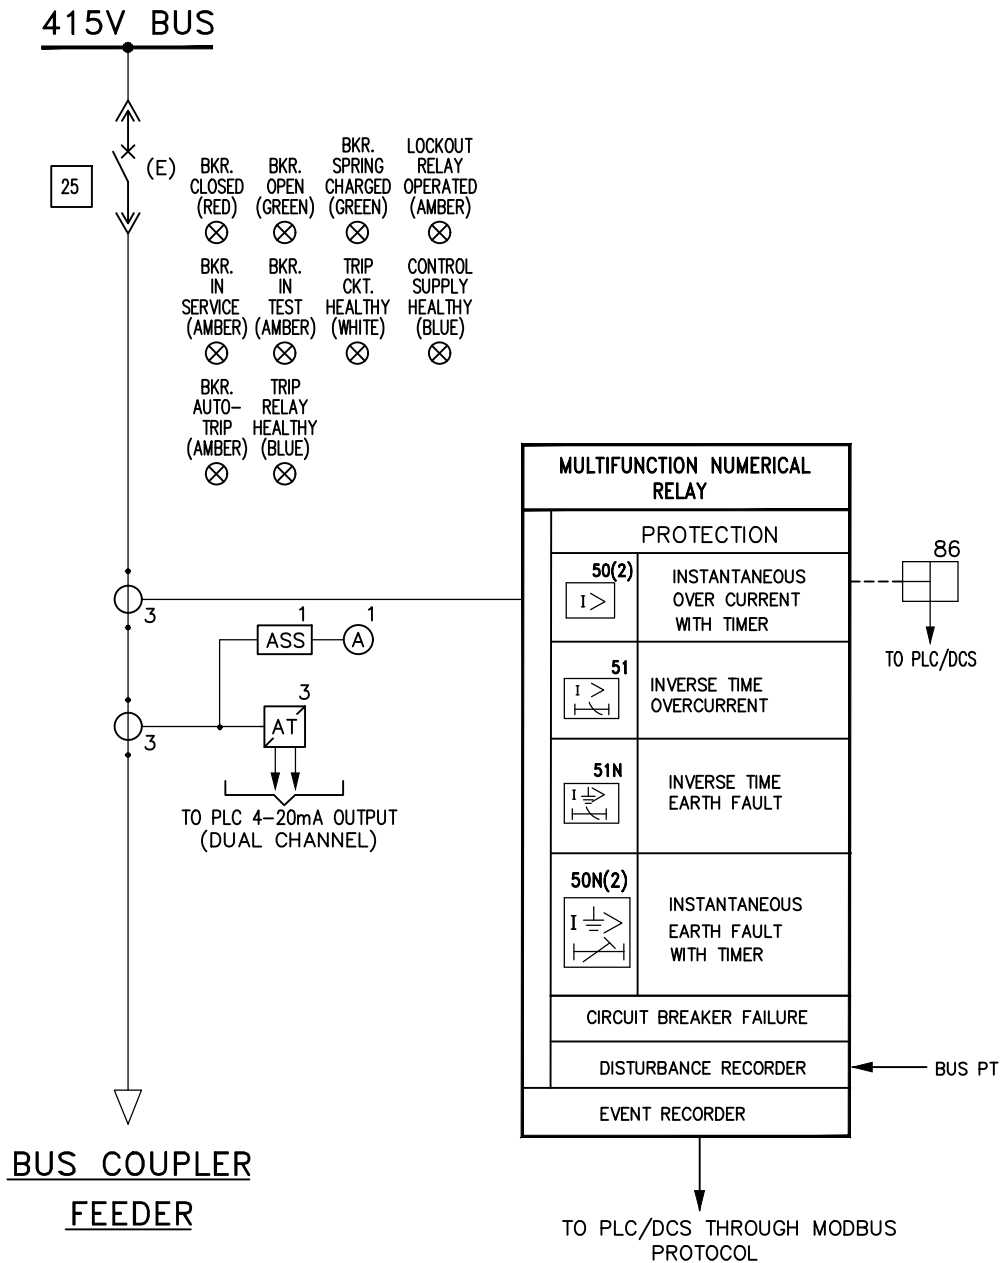 415V BUS
25
(E)
BKR.
CLOSED
(RED)
BKR.
OPEN
(GREEN)
BKR.
SPRING
CHARGED
(GREEN)
LOCKOUT
RELAY
OPERATED
(AMBER)
BKR.
IN
SERVICE
(AMBER)
BKR.
IN
TEST
(AMBER)
TRIP
CKT.
HEALTHY
(WHITE)
CONTROL
SUPPLY
HEALTHY
(BLUE)
BKR.
AUTO-
TRIP
(AMBER)
TRIP
RELAY
HEALTHY
(BLUE)
MULTIFUNCTION NUMERICAL
RELAY
PROTECTION
50(2)
I>
INSTANTANEOUS
OVER CURRENT
WITH TIMER
86
TO PLC/DCS
3
1
ASS
1
A
51
I >
INVERSE TIME
OVERCURRENT
3
3
AT
TO PLC 4-20mA OUTPUT
(DUAL CHANNEL)
51N
I >
INVERSE TIME
EARTH FAULT
50N(2)
I >
INSTANTANEOUS
EARTH FAULT
WITH TIMER
CIRCUIT BREAKER FAILURE
DISTURBANCE RECORDER
BUS PT
EVENT RECORDER
BUS COUPLER
FEEDER
TO PLC/DCS THROUGH MODBUS
PROTOCOL